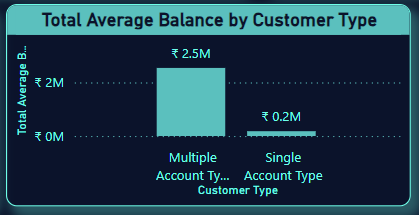 Total Average Balance by Customer Type
Total Average B...
₹ 2M
₹ 0M
₹ 2.5M
₹ 0.2M
Multiple
Account Ty...
Single
Account Type
Customer Type